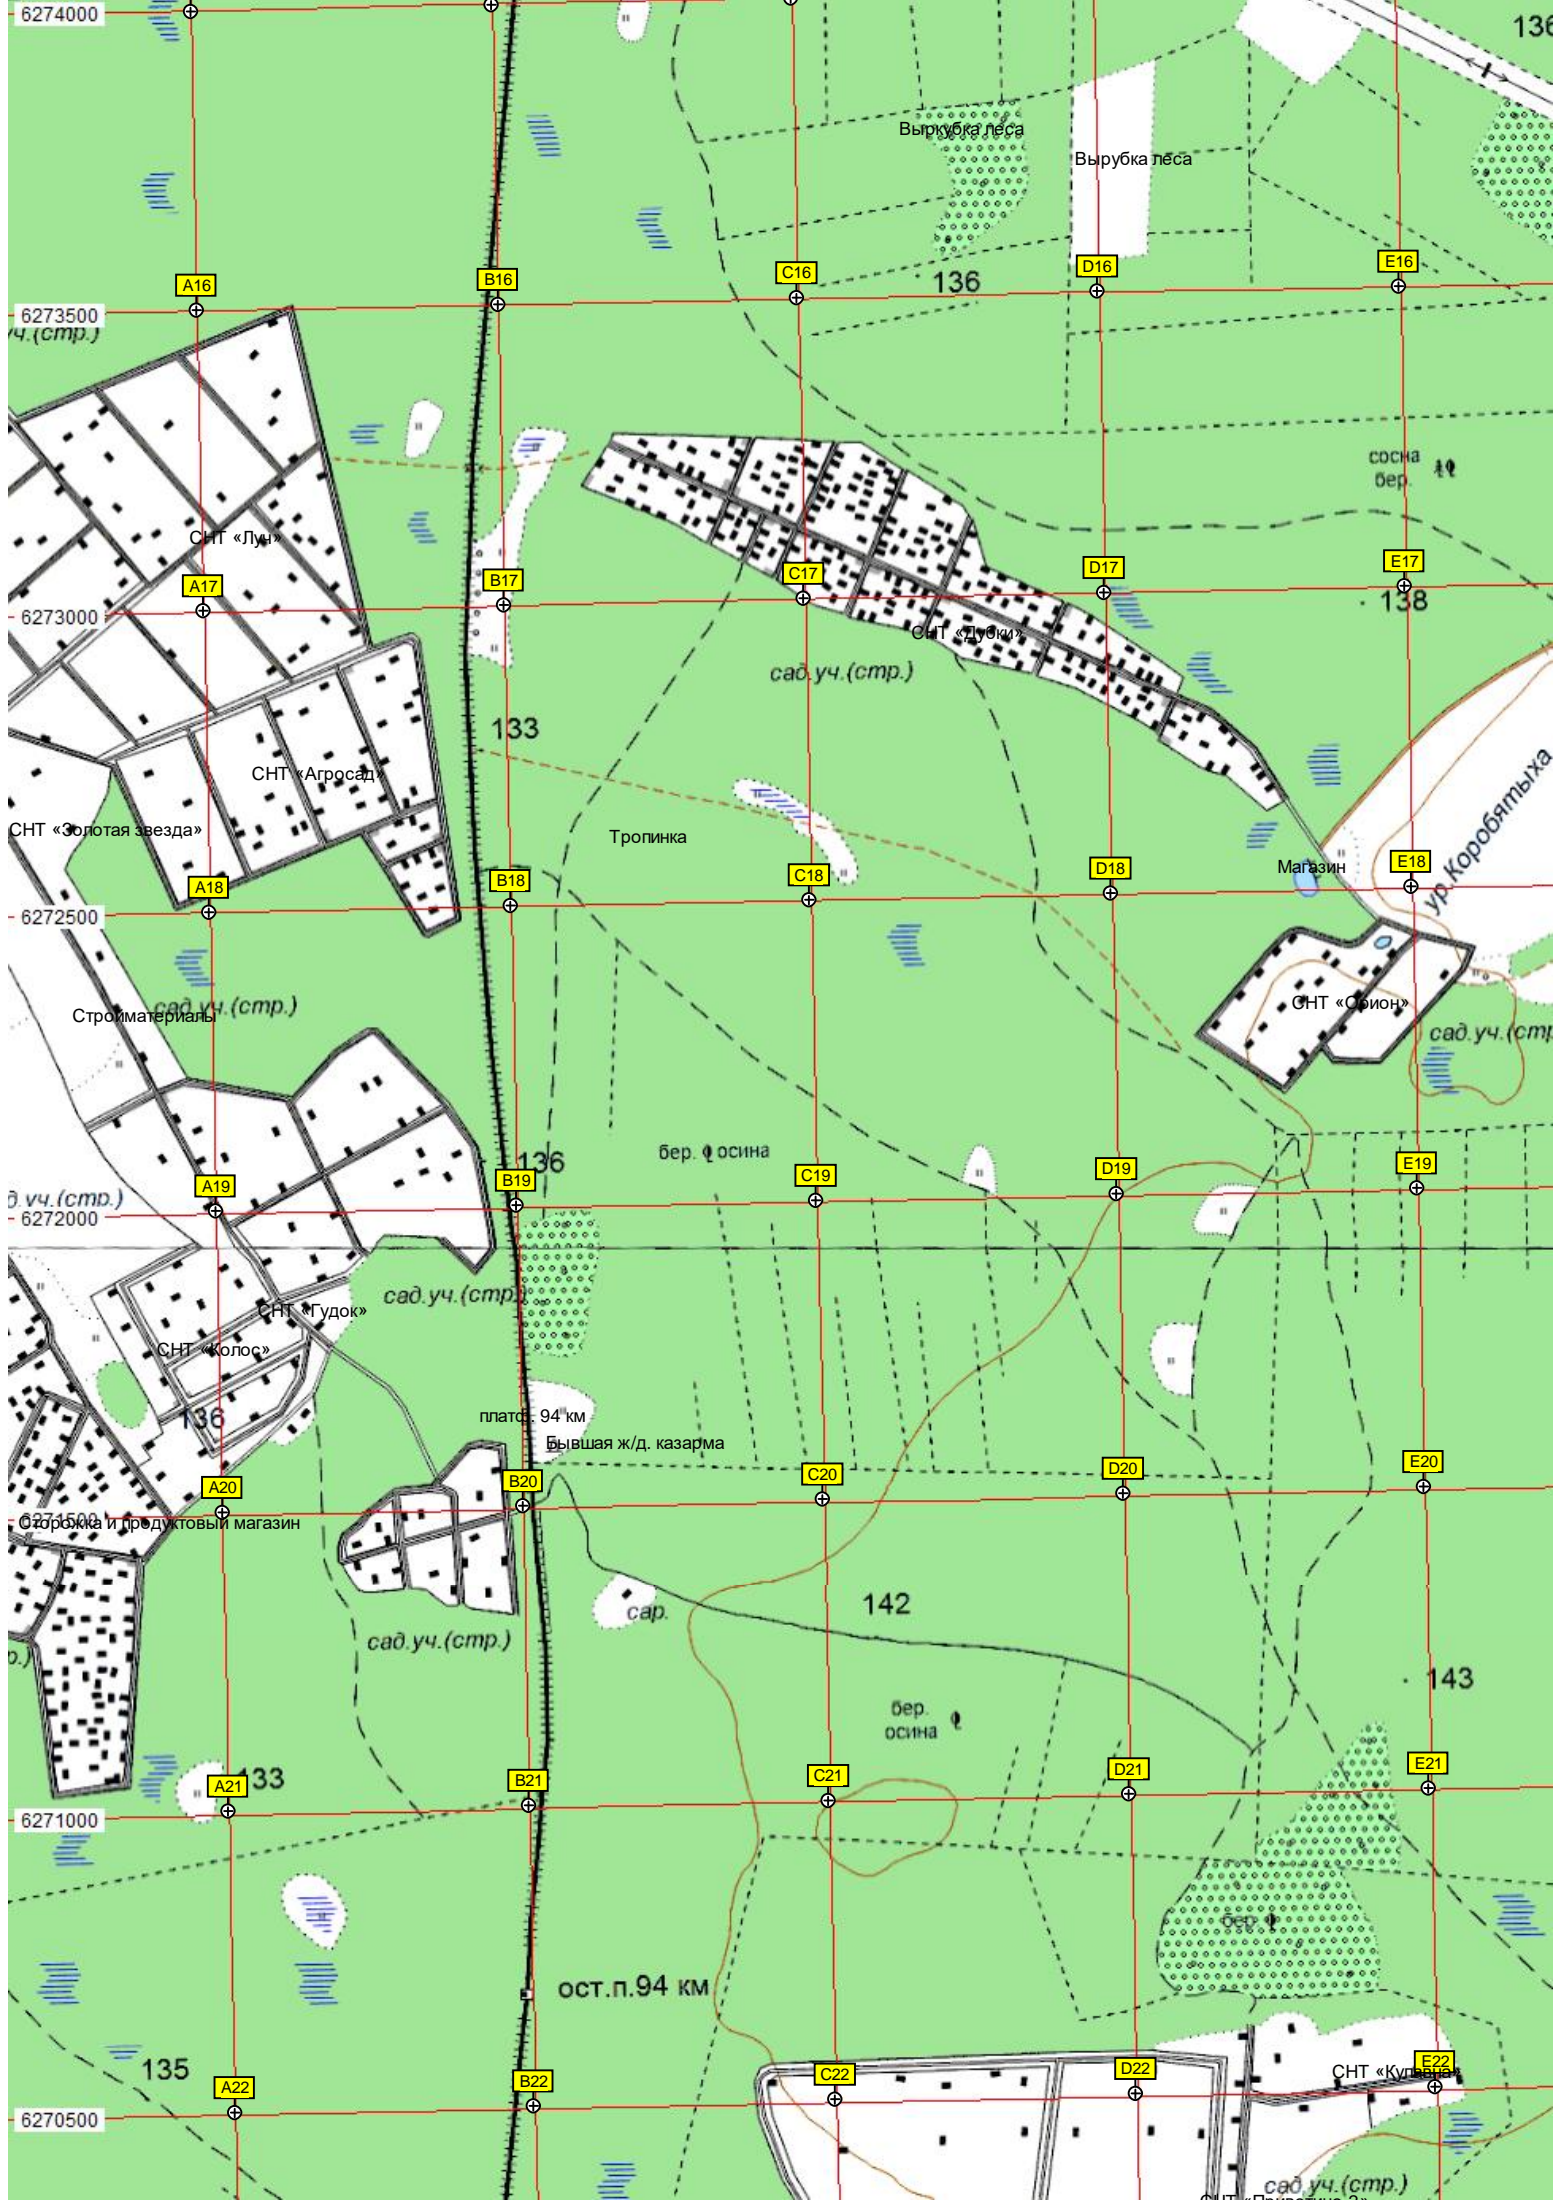 6274000
136
Выркубка леса
Вырубка леса
A16
B16
C16
D16
E16
136
6273500
уч.(стр.)
сосна
бер.
СНТ «Луч»
A17
B17
C17
D17
E17
138
6273000
СНТ «Дубки»
сад.уч.(стр.)
133
СНТ «Агросад»
ур.Коробятыха
СНТ «Золотая звезда»
Тропинка
Магазин
A18
B18
C18
D18
E18
6272500
сад.уч.(стр.)
Стройматериалы
СНТ «Орион»
сад.уч.(стр
бер. осина
136
A19
B19
C19
D19
E19
д.уч.(стр.)
6272000
сад.уч.(стр.)
СНТ «Гудок»
СНТ «Колос»
136
платф. 94 км
Бывшая ж/д. казарма
A20
B20
C20
D20
E20
6271500
Сторожка и продуктовый магазин
142
сар.
сад.уч.(стр.)
р.)
143
бер.
осина
A21
B21
C21
D21
E21
133
6271000
бер.
ост.п.94 км
135
A22
B22
C22
D22
E22
СНТ «Купавна»
6270500
сад.уч.(стр.)